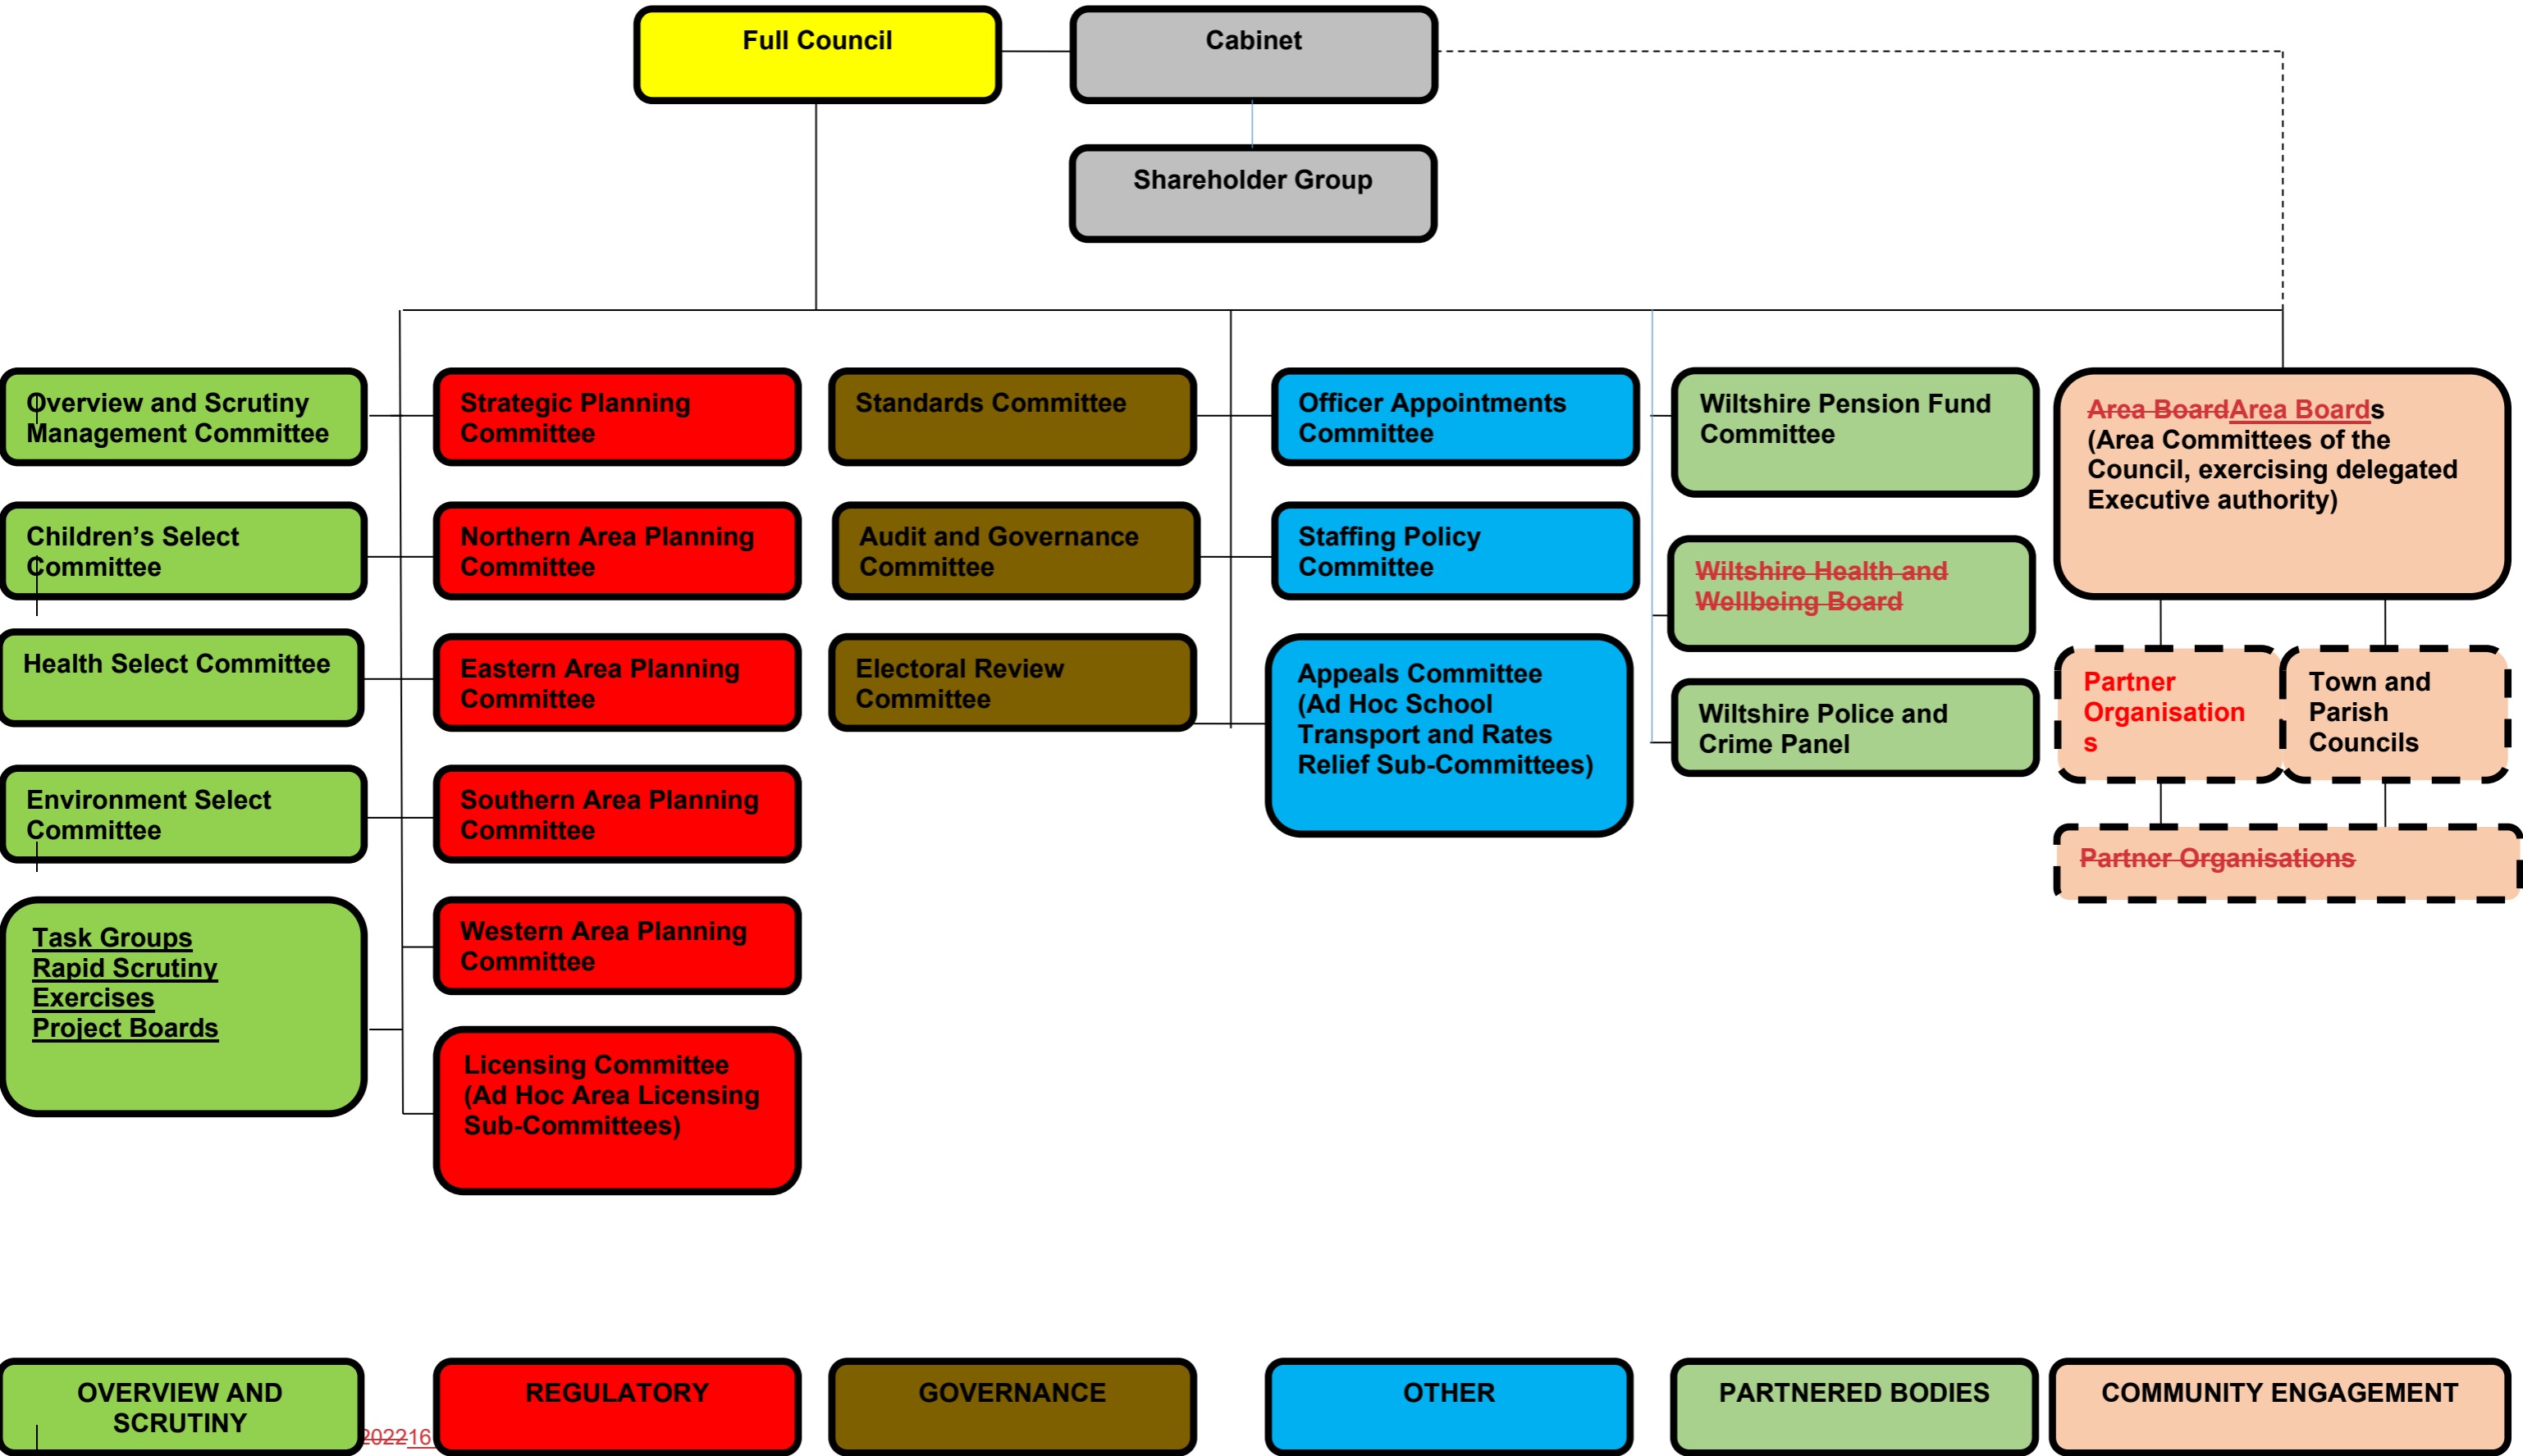 Full Council
Cabinet
Shareholder Group
Overview and Scrutiny
Management Committee
Children's Select
Committee
Health Select Committee
Environment Select
Committee
Task Groups
Rapid Scrutiny
Exercises
Project Boards
Strategic Planning
Committee
Northern Area Planning
Committee
Eastern Area Planning
Committee
Southern Area Planning
Committee
Western Area Planning
Committee
Licensing Committee
(Ad Hoc Area Licensing
Sub-Committees)
Standards Committee
Audit and Governance
Committee
Electoral Review
Committee
Officer Appointments
Committee
Staffing Policy
Committee
Appeals Committee
(Ad Hoc School
Transport and Rates
Relief Sub-Committees)
Wiltshire Pension Fund
Committee
Wiltshire Health and
Wellbeing Board
Wiltshire Police and
Crime Panel
Area BoardArea Boards
(Area Committees of the
Council, exercising delegated
Executive authority)
Partner
Organisation
s
Town and
Parish
Councils
Partner Organisations
OVERVIEW AND
SCRUTINY
REGULATORY
GOVERNANCE
OTHER
PARTNERED BODIES
COMMUNITY ENGAGEMENT
202216